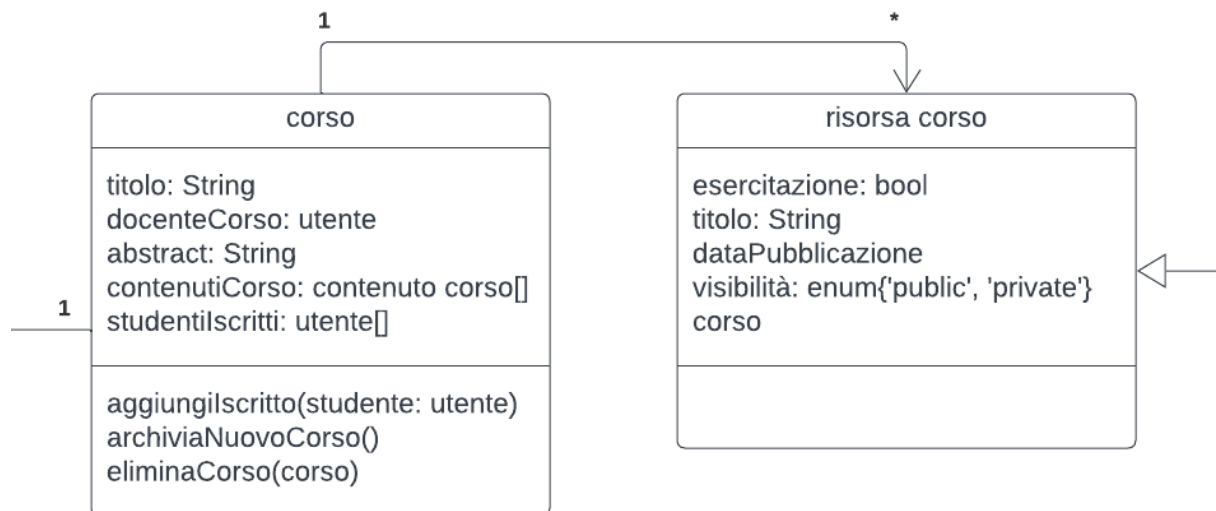 1
*
corso
titolo: String
docenteCorso: utente
abstract: String
contenutiCorso: contenuto corso[]
studentiIscritti: utente[]
aggiungiIscritto(studente: utente)
archiviaNuovoCorso()
eliminaCorso(corso)
1
risorsa corso
esercitazione: bool
titolo: String
dataPubblicazione
visibilità: enum{'public', 'private'}
corso